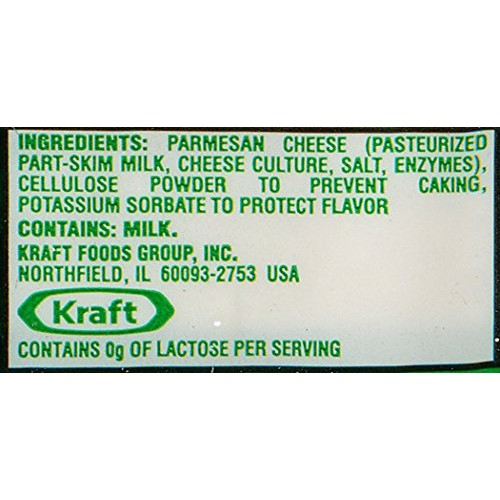 INGREDIENTS: PARMESAN CHEESE (PASTEURIZED
PART-SKIM MILK, CHEESE CULTURE, SALT, ENZYMES),
CELLULOSE POWDER TO PREVENT CAKING,
POTASSIUM SORBATE TO PROTECT FLAVOR
CONTAINS: MILK.
KRAFT FOODS GROUP, INC.
NORTHFIELD, IL 60093-2753 USA
Kraft
CONTAINS 0g OF LACTOSE PER SERVING